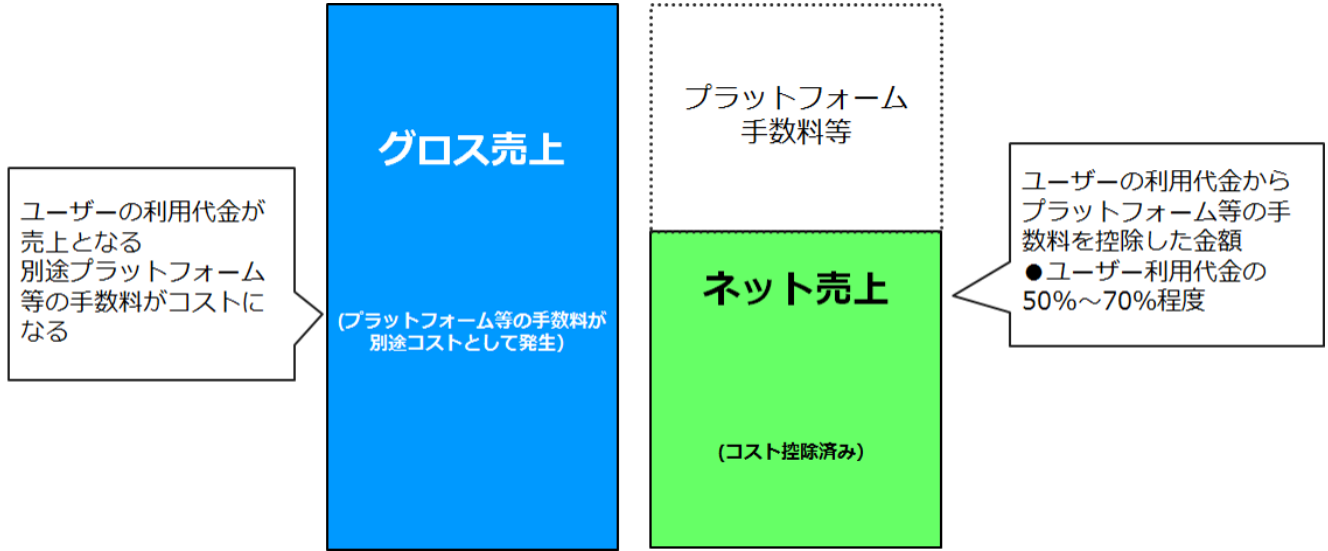 ユーザーの利用代金が
売上となる
別途プラットフォーム
等の手数料がコストに
なる
グロス売上
(プラットフォーム等の手数料が
別途コストとして発生)
プラットフォーム
手数料等
ネット売上
(コスト控除済み)
ユーザーの利用代金から
プラットフォーム等の手
数料を控除した金額
●ユーザー利用代金の
50%~70%程度